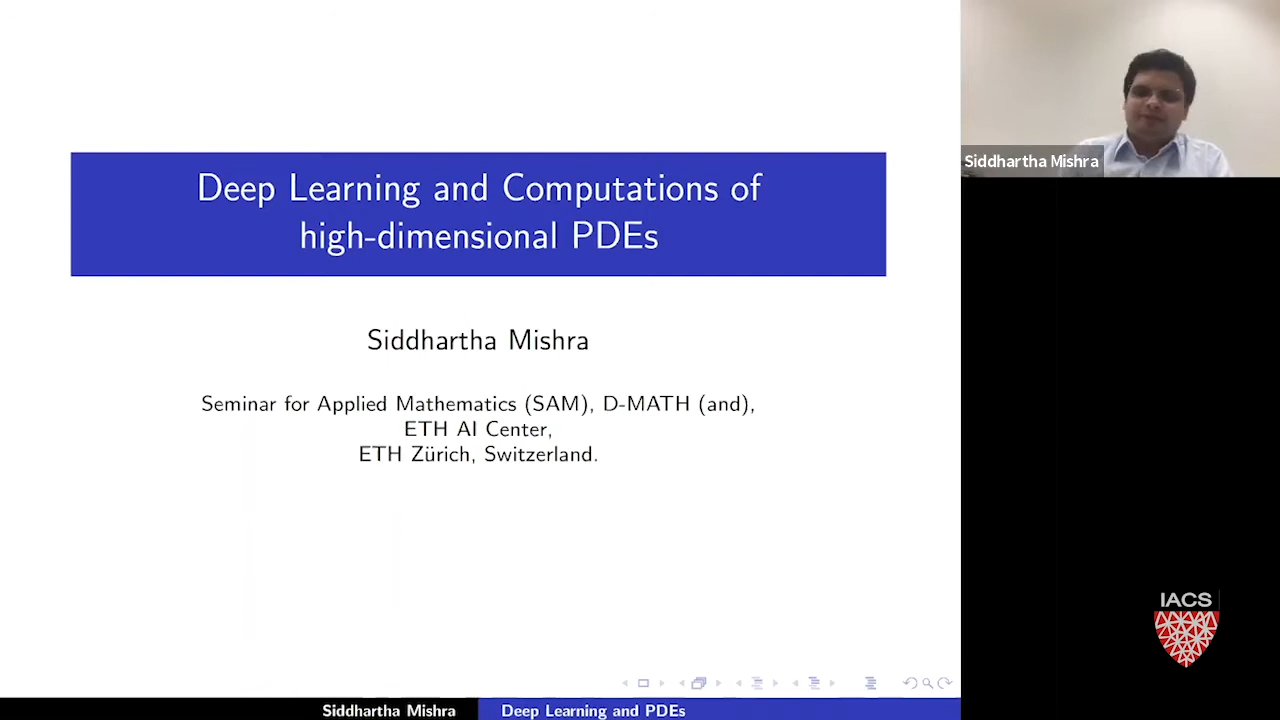 Deep Learning and Computations of
high-dimensional PDEs
Siddhartha Mishra
Seminar for Applied Mathematics (SAM), D-MATH (and),
ETH AI Center,
ETH Zürich, Switzerland.
Siddhartha Mishra
Deep Learning and PDEs
Siddhartha Mishra
IACS